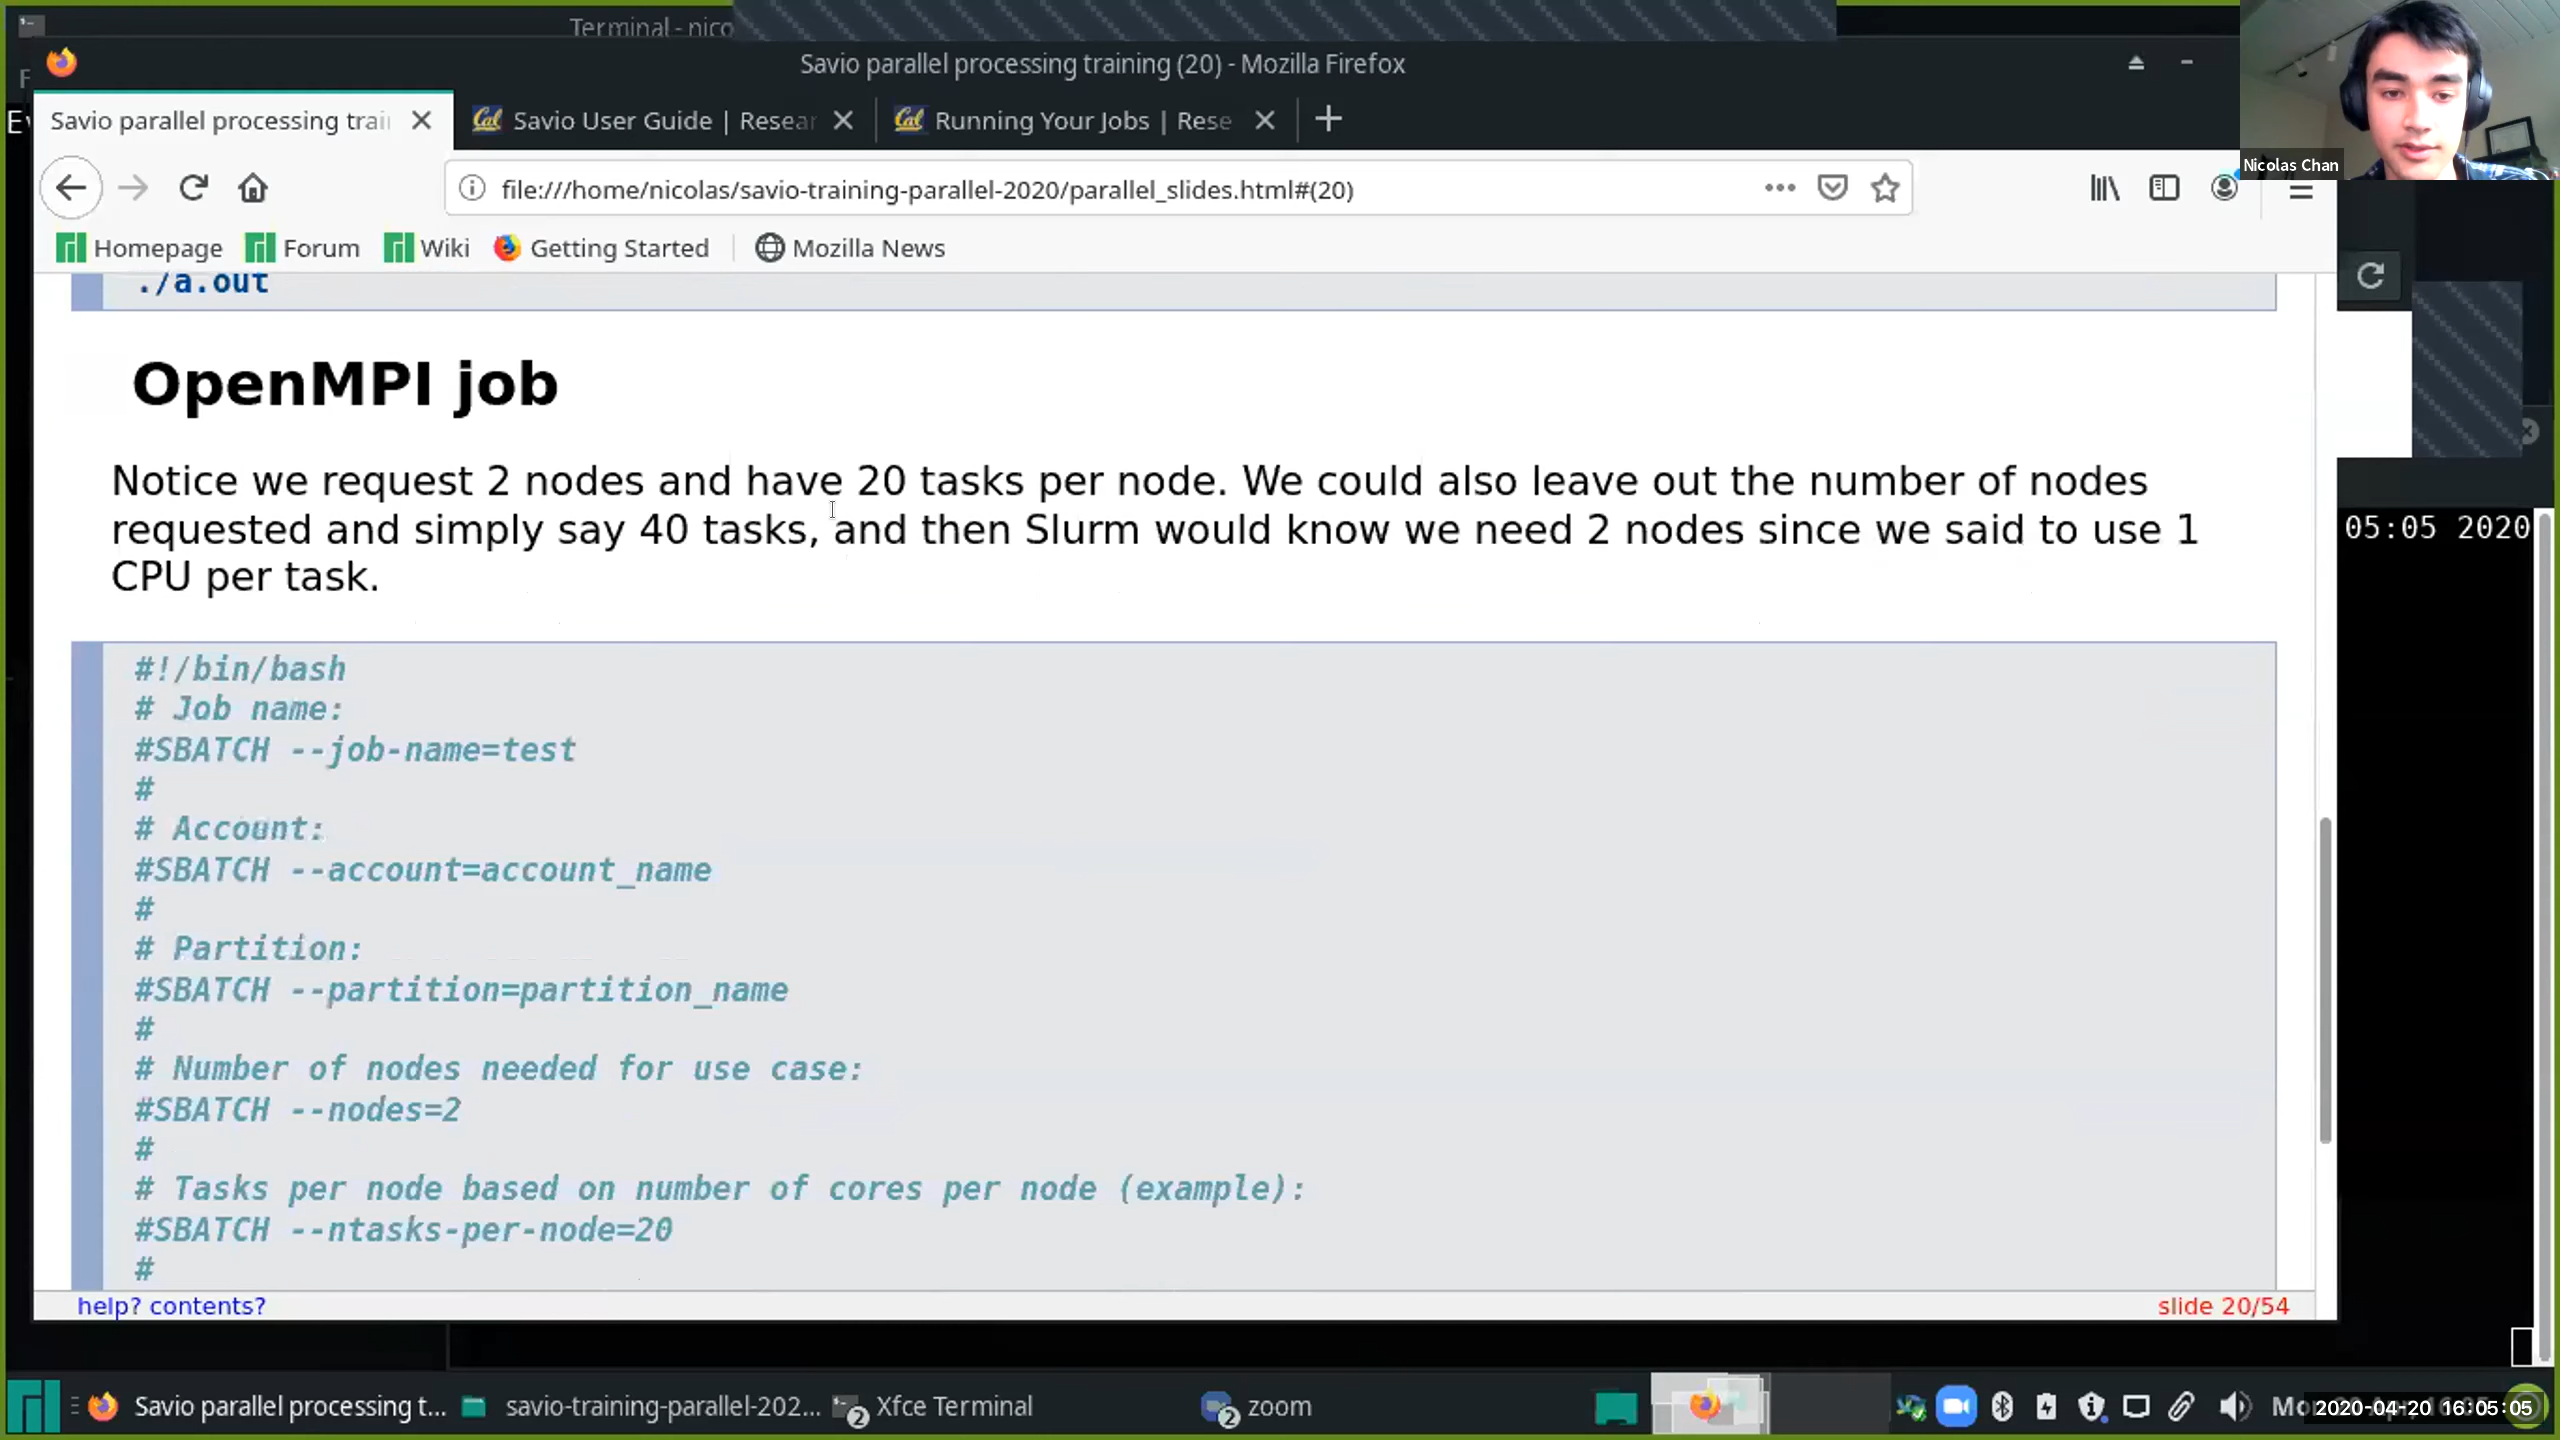 Terminal - nico
Savio parallel processing training (20) - Mozilla Firefox
Savio parallel processing trai
Savio User Guide | Resear
Running Your Jobs | Rese
Nicolas Chan
file:///home/nicolas/savio-training-parallel-2020/parallel_slides.html#(20)
Homepage
Forum
Wiki
Getting Started
Mozilla News
./a.out
OpenMPI job
Notice we request 2 nodes and have 20 tasks per node. We could also leave out the number of nodes
requested and simply say 40 tasks, and then Slurm would know we need 2 nodes since we said to use 1
CPU per task.
05:05 2020
#!/bin/bash
# Job name:
#SBATCH --job-name=test
#
# Account:
#SBATCH --account=account_name
#
# Partition:
#SBATCH --partition=partition_name
#
# Number of nodes needed for use case:
#SBATCH --nodes=2
#
# Tasks per node based on number of cores per node (example):
#SBATCH --ntasks-per-node=20
#
help? contents?
slide 20/54
Savio parallel processing t...
savio-training-parallel-202...
2
Xfce Terminal
2
zoom
2020-04-20 16:05:05